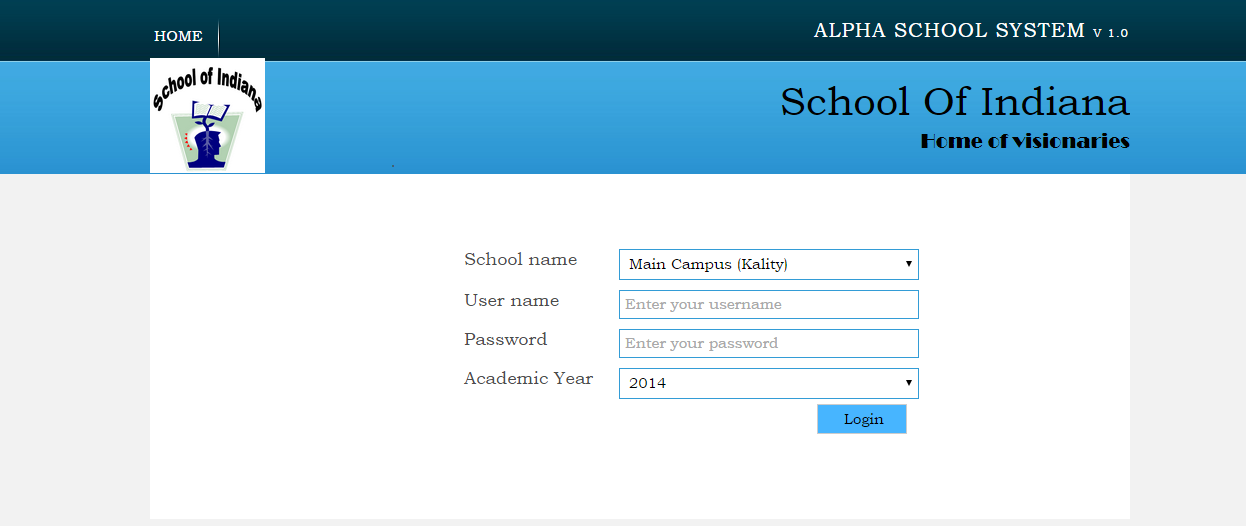 HOME
ALPHA SCHOOL SYSTEM V 1.0
School of Indiana
School Of Indiana
Home of visionaries
School name
Main Campus (Kality)
User name
Enter your username
Password
Enter your password
Academic Year
2014
Login